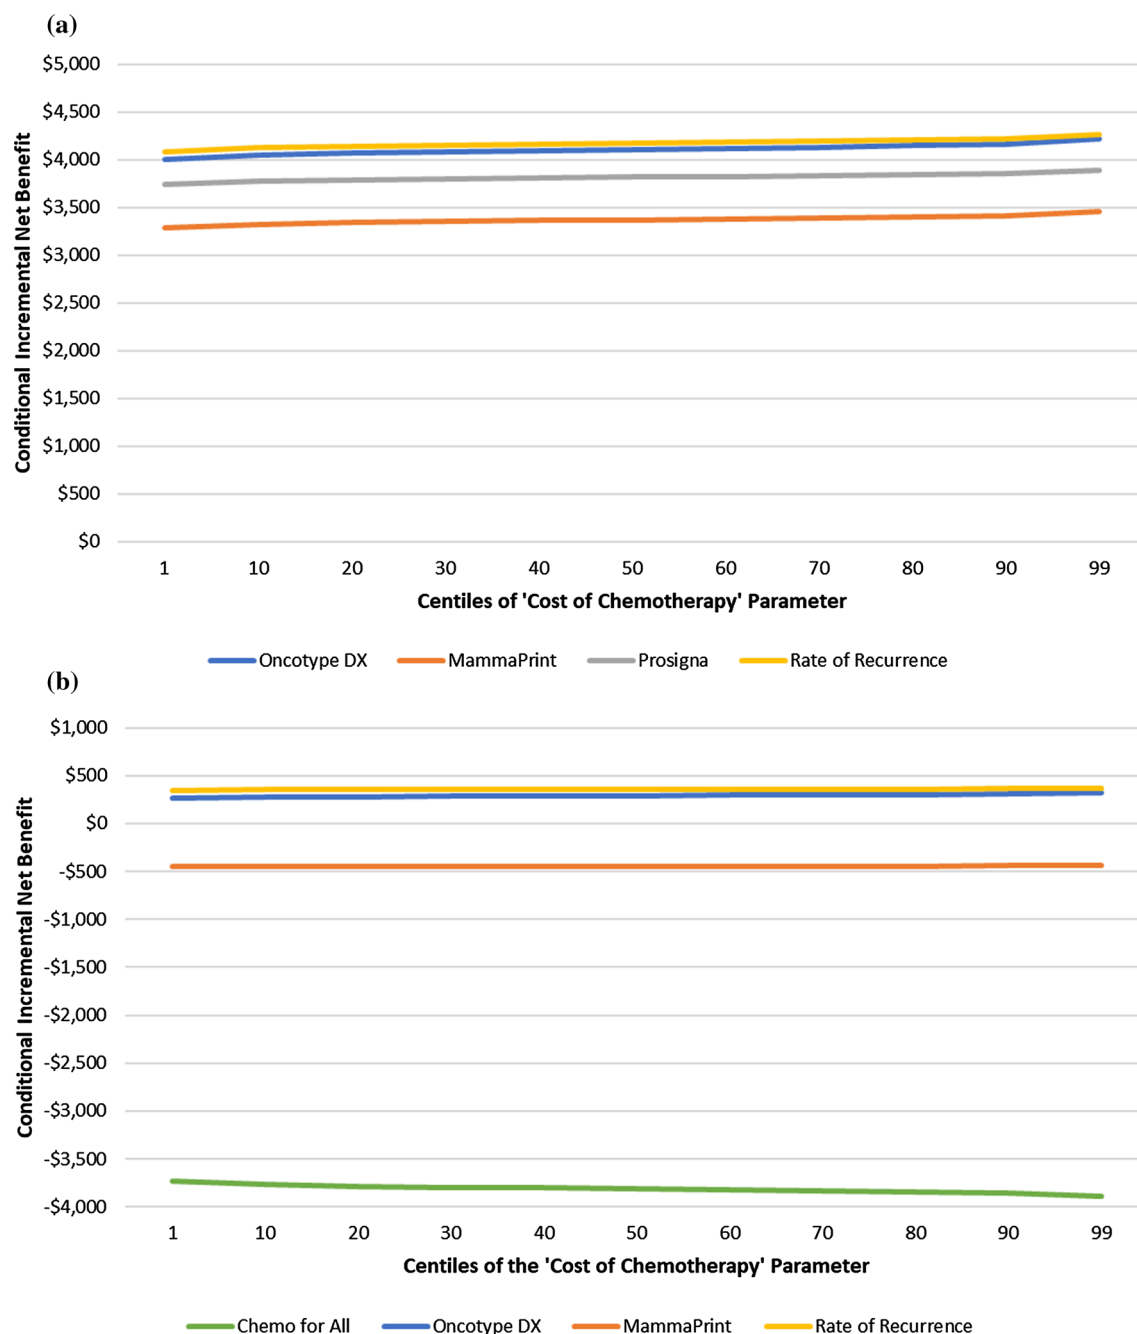 (a)
Conditional Incremental Net Benefit
$5,000
$4,500
$4,000
$3,500
$3,000
$2,500
$2,000
$1,500
$1,000
$500
$0
1 10 20 30 40 50 60 70 80 90 99
Centiles of 'Cost of Chemotherapy' Parameter
Oncotype DX MammaPrint Prosigna Rate of Recurrence
(b)
Conditional Incremental Net Benefit
$1,000
$500
$0
-$500
-$1,000
-$1,500
-$2,000
-$2,500
-$3,000
-$3,500
-$4,000
1 10 20 30 40 50 60 70 80 90 99
Centiles of the 'Cost of Chemotherapy' Parameter
Chemo for All Oncotype DX MammaPrint Rate of Recurrence